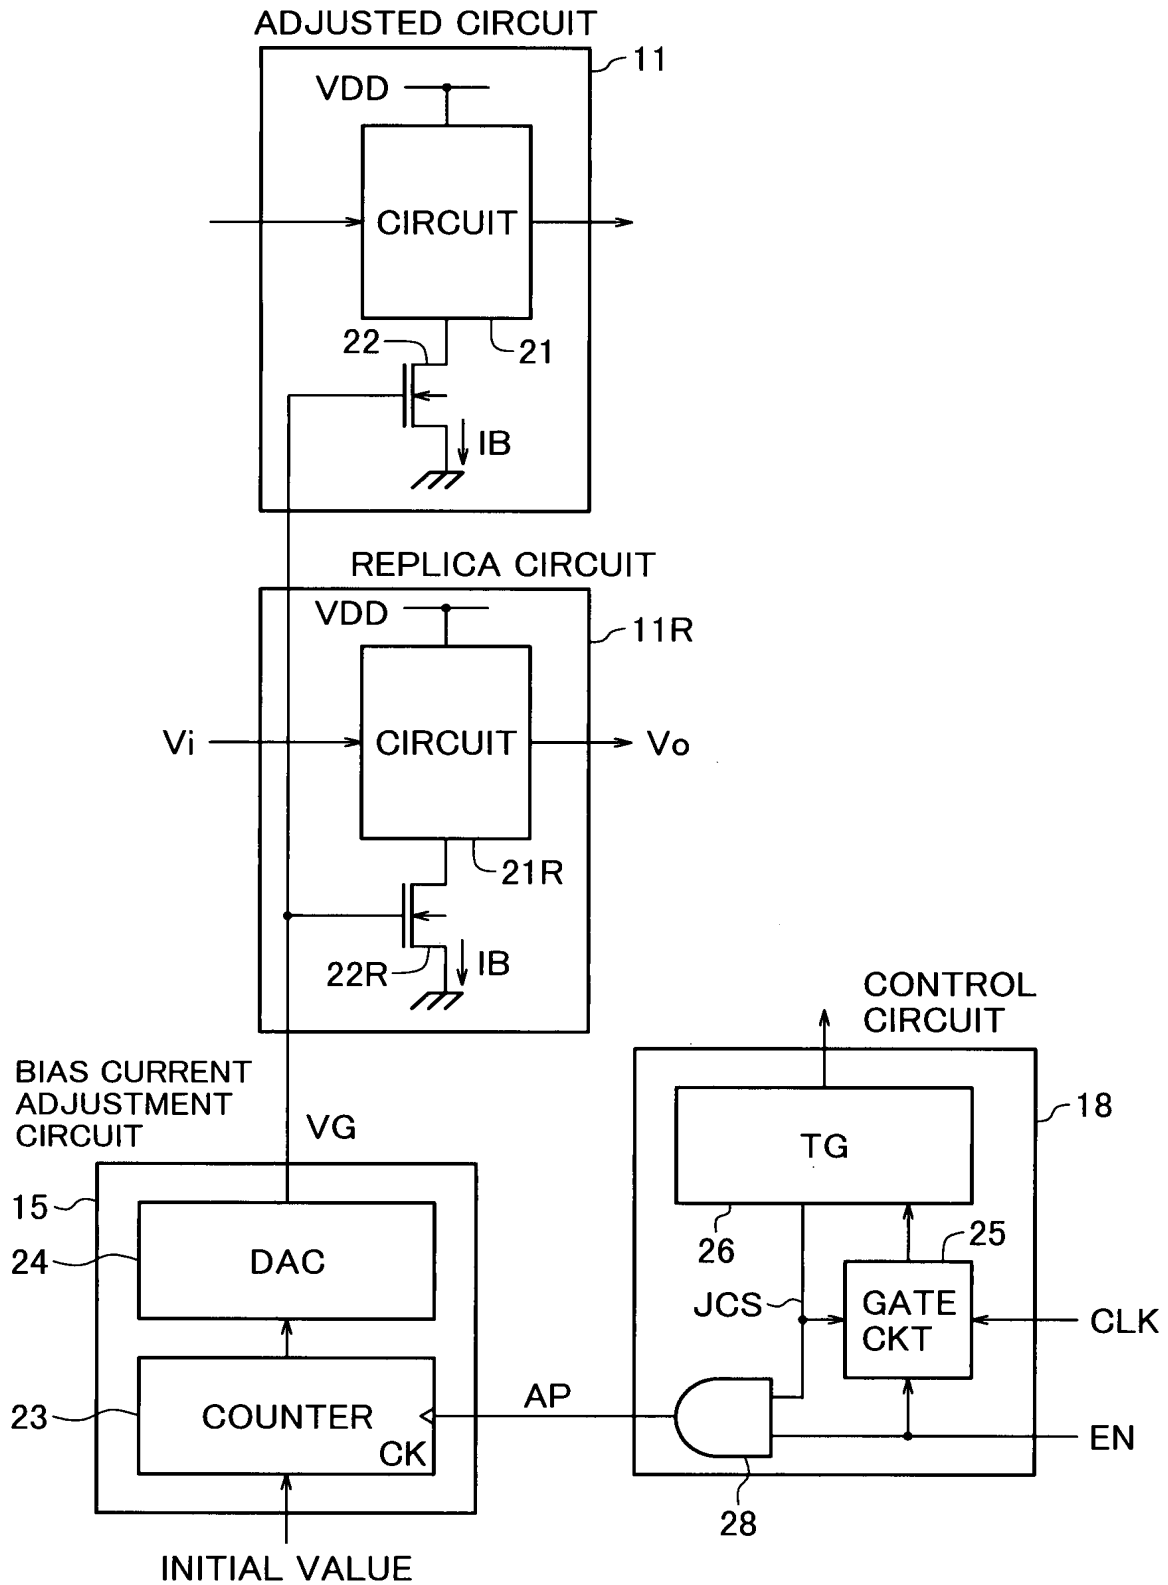 ADJUSTED CIRCUIT
11
VDD
CIRCUIT
22
21
IB
REPLICA CIRCUIT
VDD
11R
Vi
CIRCUIT
Vo
21R
22R
IB
CONTROL
CIRCUIT
BIAS CURRENT
ADJUSTMENT
CIRCUIT
VG
18
TG
15
24
DAC
26
25
JCS
GATE
CKT
CLK
23
COUNTER
CK
AP
EN
28
INITIAL VALUE